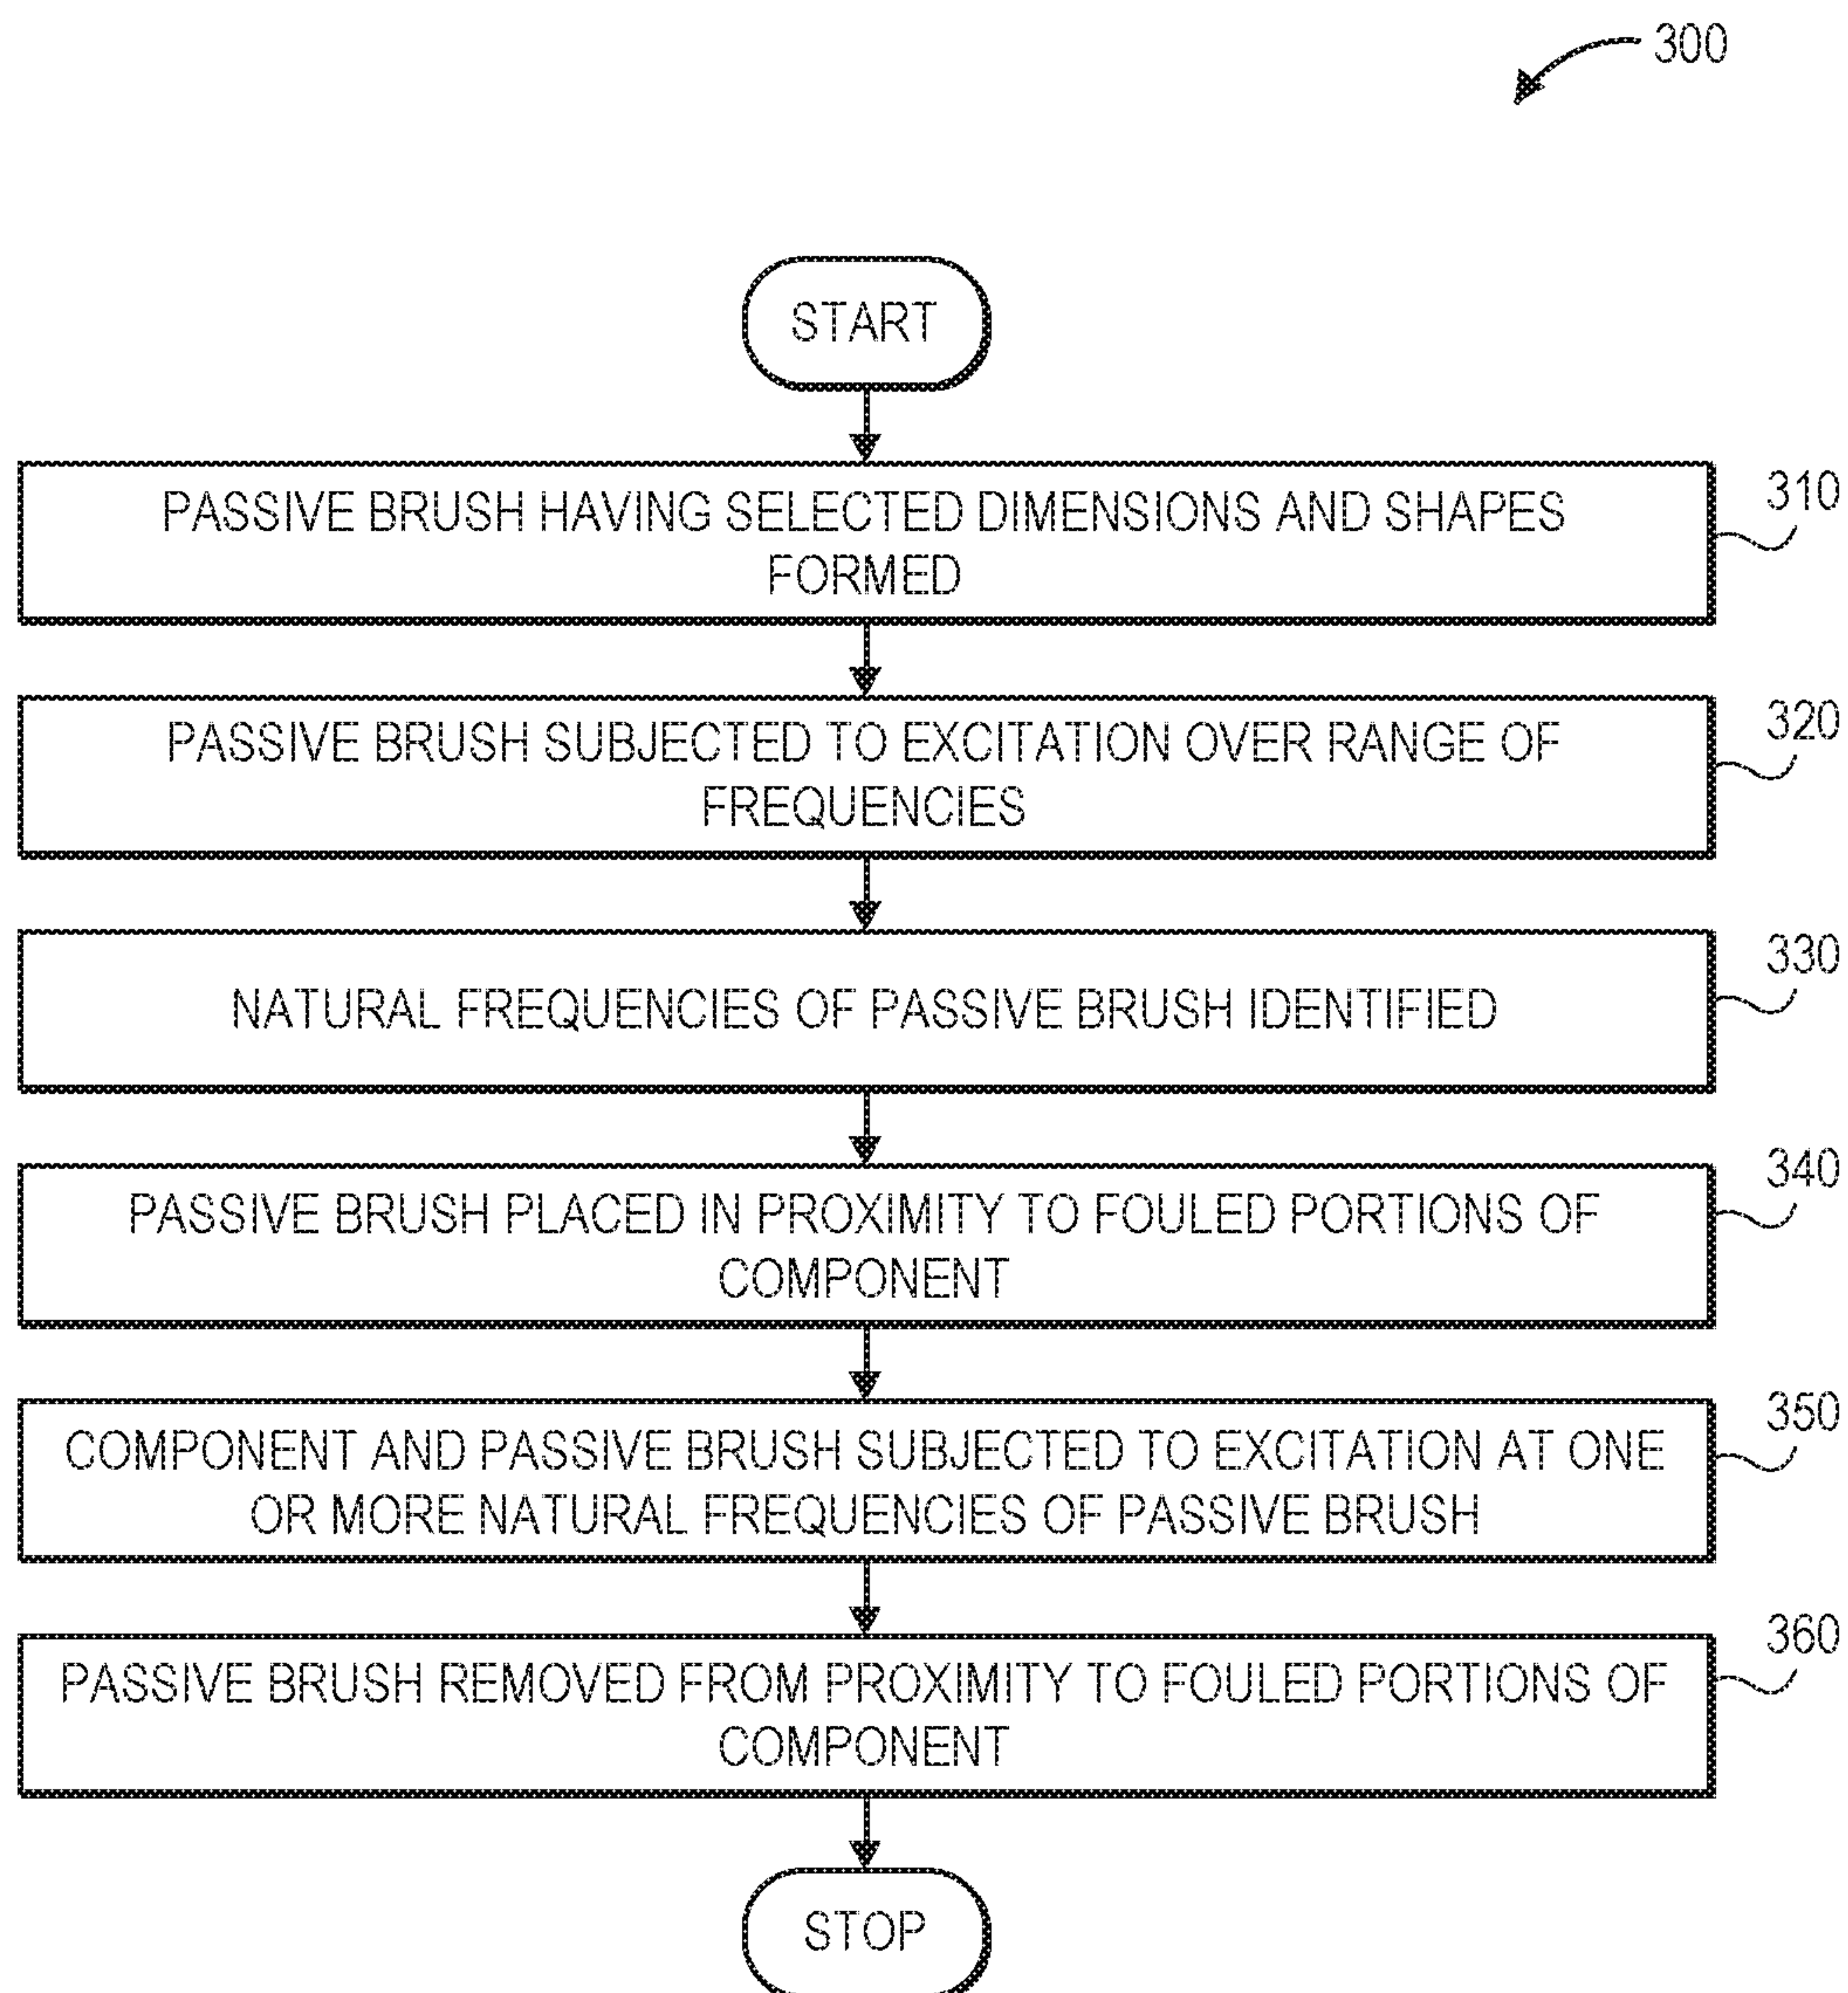 300
START
PASSIVE BRUSH HAVING SELECTED DIMENSIONS AND SHAPES
FORMED
310
PASSIVE BRUSH SUBJECTED TO EXCITATION OVER RANGE OF
FREQUENCIES
320
NATURAL FREQUENCIES OF PASSIVE BRUSH IDENTIFIED
330
PASSIVE BRUSH PLACED IN PROXIMITY TO FOULED PORTIONS OF
COMPONENT
340
COMPONENT AND PASSIVE BRUSH SUBJECTED TO EXCITATION AT ONE
OR MORE NATURAL FREQUENCIES OF PASSIVE BRUSH
350
PASSIVE BRUSH REMOVED FROM PROXIMITY TO FOULED PORTIONS OF
COMPONENT
360
STOP